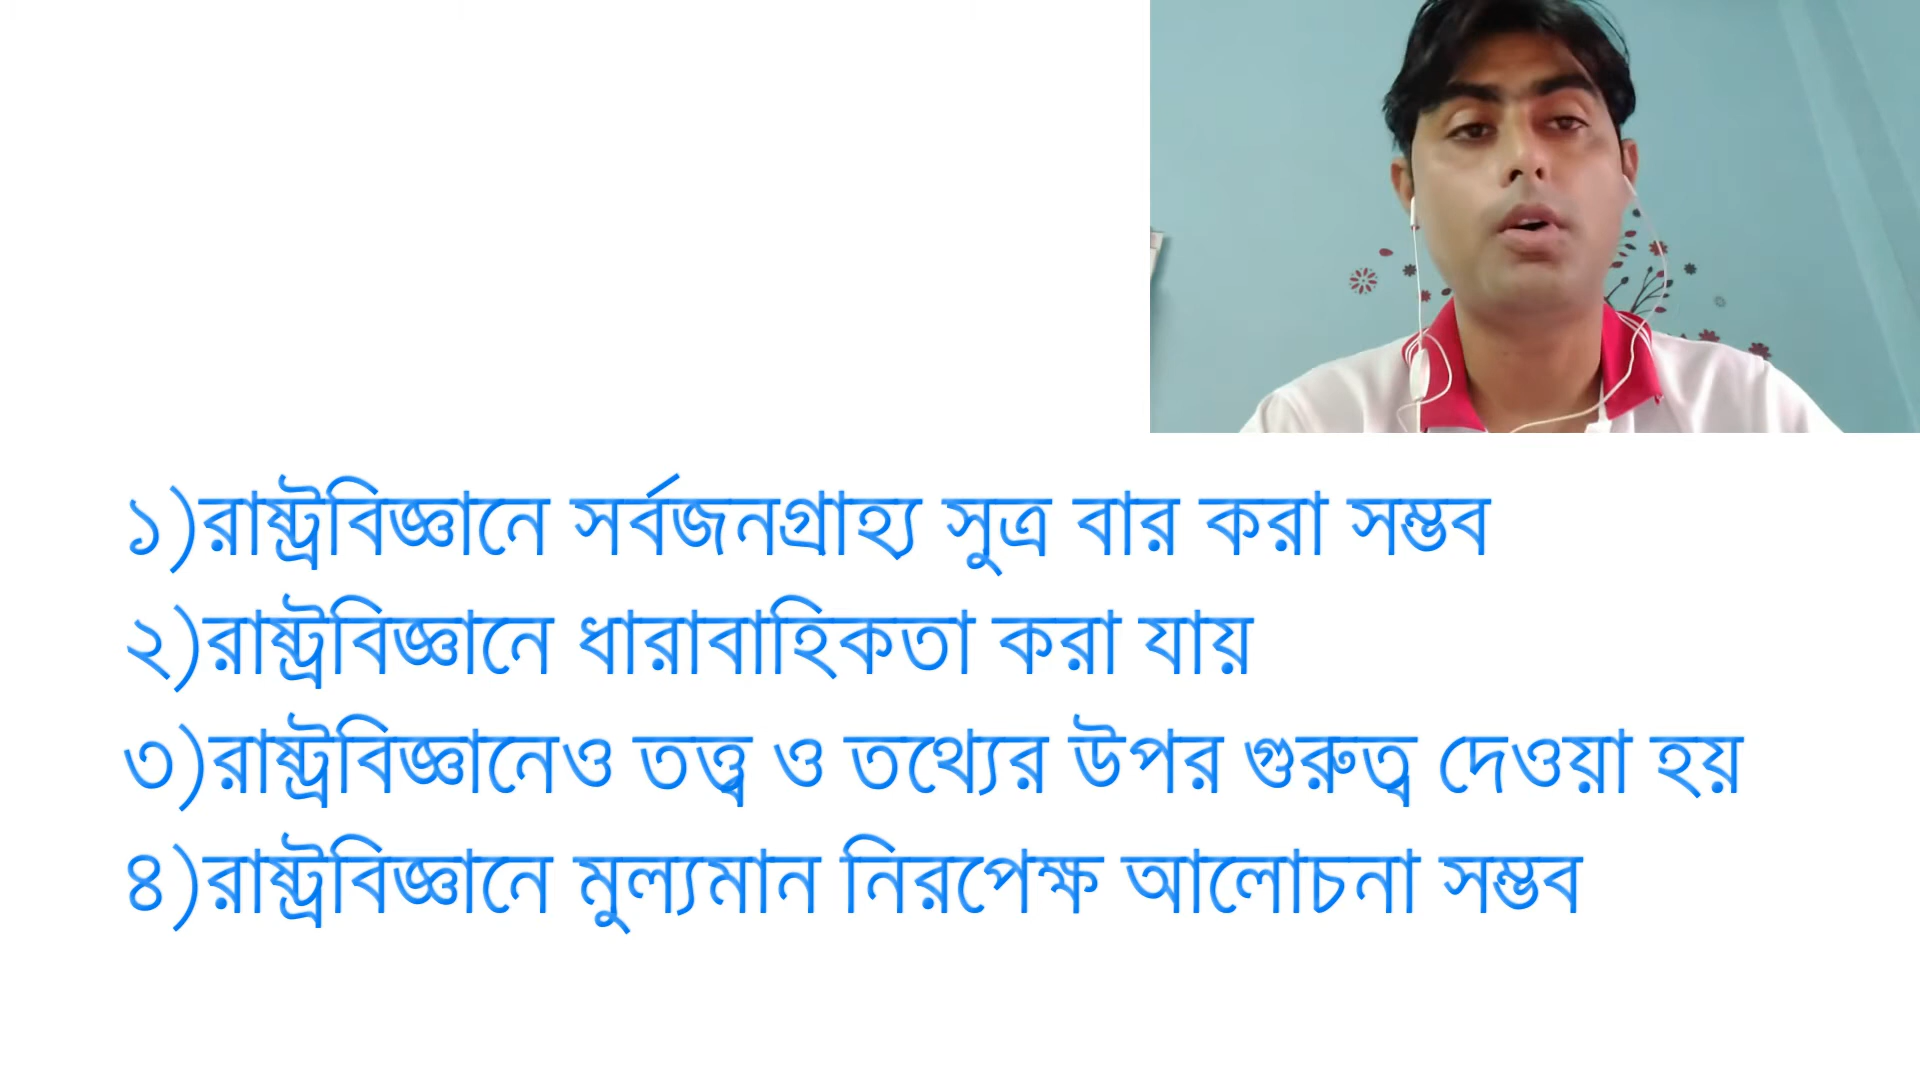 ১)রাষ্ট্রবিজ্ঞানে সর্বজনগ্রাহ্য সুত্র বার করা সম্ভব
২)রাষ্ট্রবিজ্ঞানে ধারাবাহিকতা করা যায়
৩)রাষ্ট্রবিজ্ঞানেও তত্ত্ব ও তথ্যের উপর গুরুত্ব দেওয়া হয়
৪)রাষ্ট্রবিজ্ঞানে মুল্যমান নিরপেক্ষ আলোচনা সম্ভব